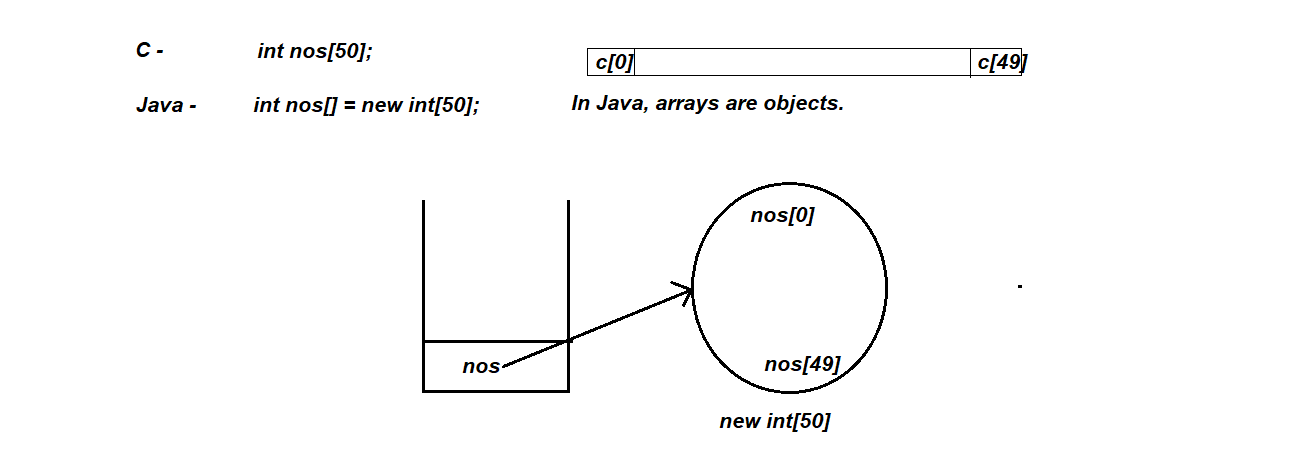 C - int nos[50]; c[0] c[49]
Java - int nos[] = new int[50]; In Java, arrays are objects.
nos[0]
nos
nos[49]
new int[50]